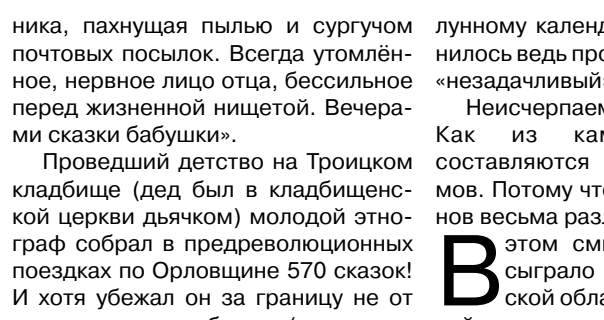 ника, пахнущая пылью и сургучом
почтовых посылок. Всегда утомлён-
ное, нервное лицо отца, бессильное
перед жизненной нищетой. Вечера-
ми сказки бабушки».
Проведший детство на Троицком
кладбище (дед был в кладбищенс-
кой церкви дьячком) молодой этно-
граф собрал в предреволюционных
поездках по Орловщине 570 сказок!
И хотя убежал он за границу не от
лунному календ
нилось ведь про
«незадачливый
Неисчерпаем
Как из кам
составляются
мов. Потому что
нов весьма раз
В этом см
сыграло
ской обла